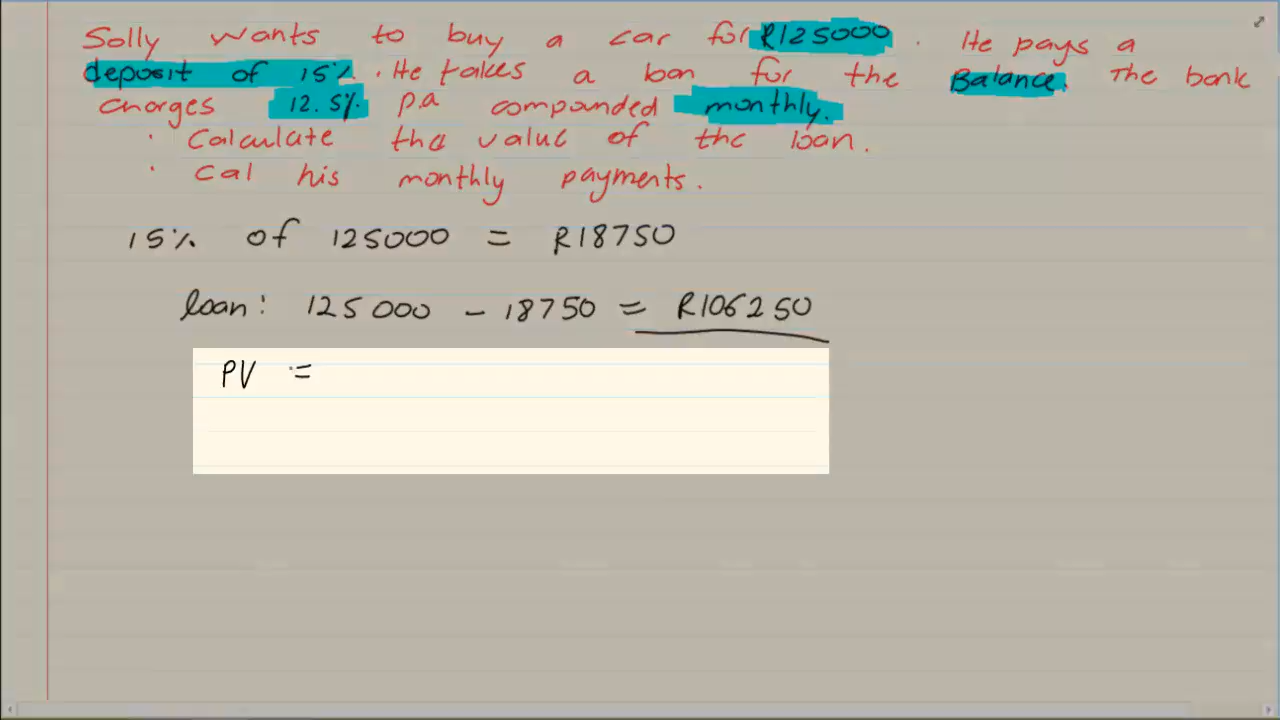 Solly wants to buy a car for R125000. He pays a
deposit of 15%. He takes a loan for the Balance. The bank
charges 12.5% p.a compounded monthly.
· Calculate the value of the loan.
· Cal his monthly payments.
15% of 125000 = R18750
loan: 125000 - 18750 = R106250
PV =